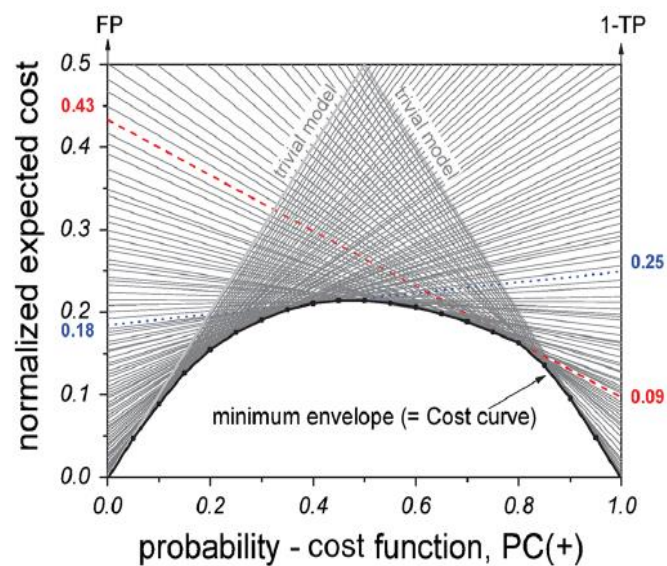 FP
1-TP
0.5
0.43
0.4
0.3
0.2
0.18
0.1
0.0
normalized expected cost
trivial model
trivial model
0.25
0.09
minimum envelope (= Cost curve)
0.0 0.2 0.4 0.6 0.8 1.0
probability - cost function, PC(+)